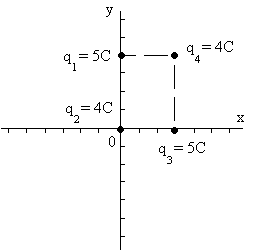 y
q₁ = 5C
q₄ = 4C
q₂ = 4C
x
0
q₃ = 5C